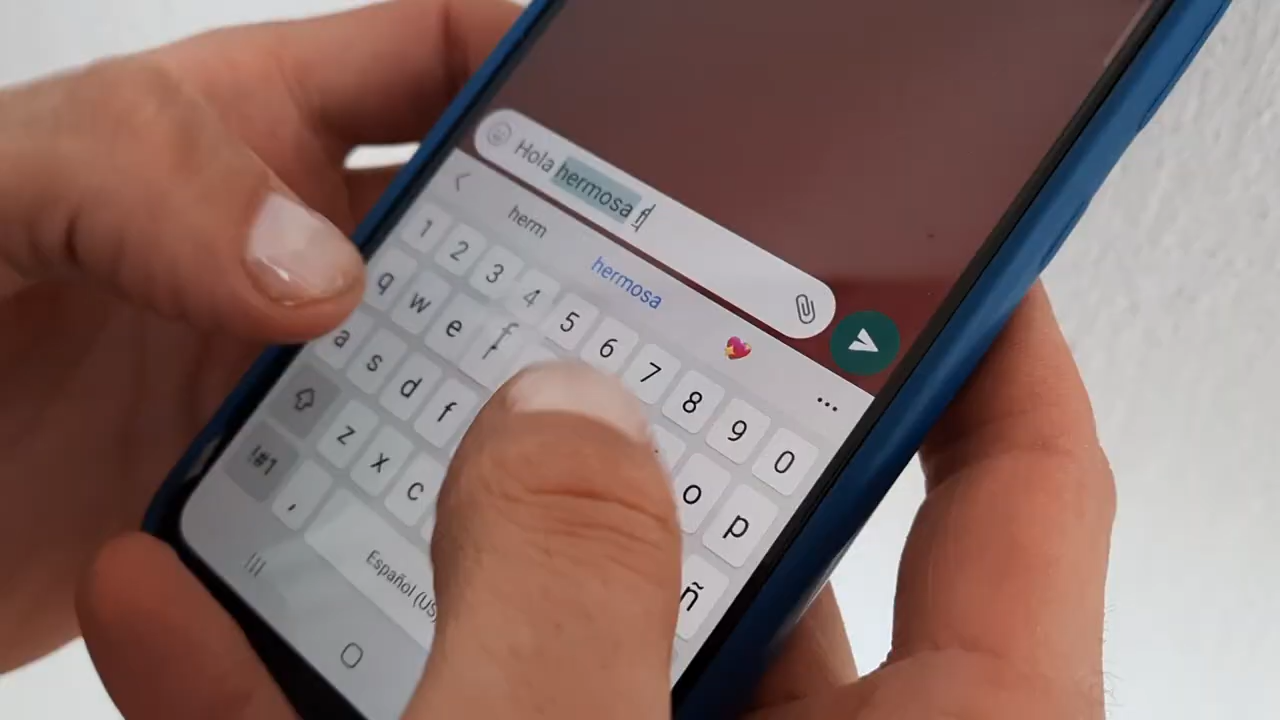 Hola hermosa f
herm hermosa
1 2 3 4 5 6 7 8 9 0
q w e r o p
a s d f ñ
z x c
!#1 , Español (US